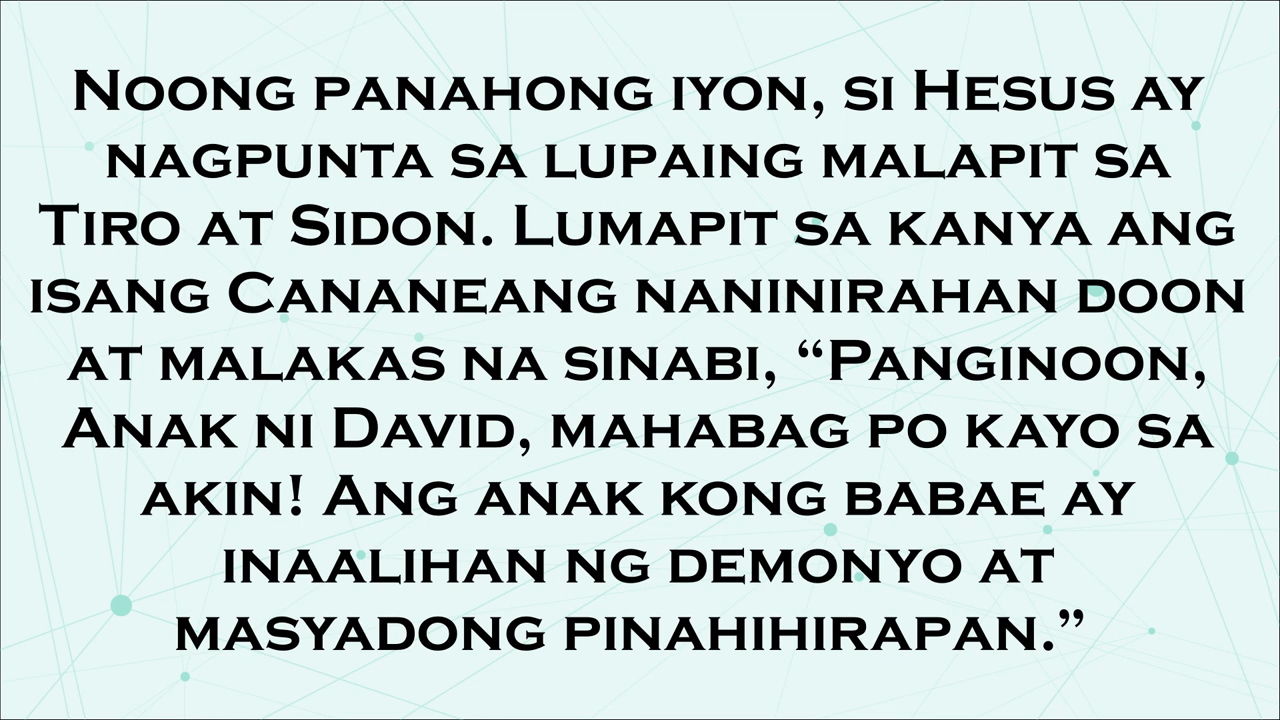 Noong panahong iyon, si Hesus ay
nagpunta sa lupaing malapit sa
Tiro at Sidon. Lumapit sa kanya ang
isang Cananeang naninirahan doon
at malakas na sinabi, “Panginoon,
Anak ni David, mahabag po kayo sa
akin! Ang anak kong babae ay
inaalihan ng demonyo at
masyadong pinahihirapan.”